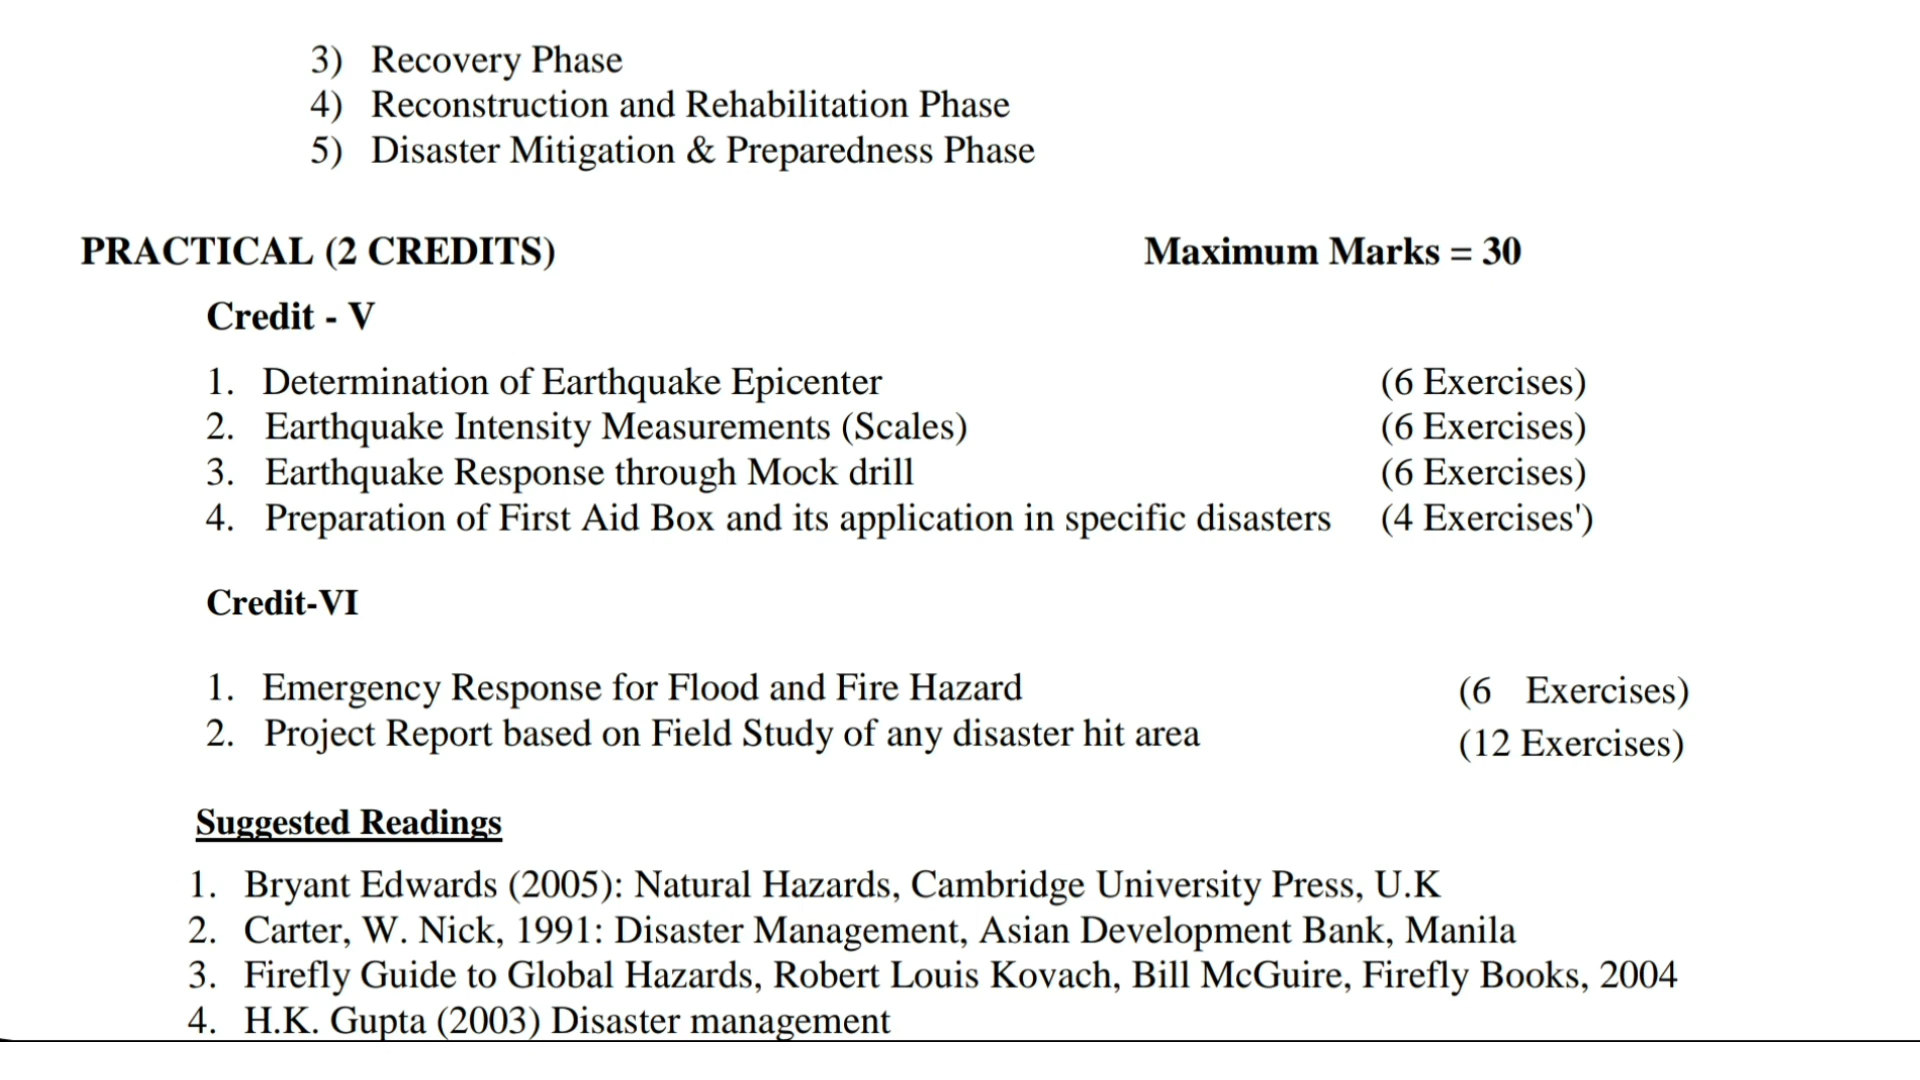 3) Recovery Phase
4) Reconstruction and Rehabilitation Phase
5) Disaster Mitigation & Preparedness Phase
PRACTICAL (2 CREDITS) Maximum Marks = 30
Credit - V
1. Determination of Earthquake Epicenter (6 Exercises)
2. Earthquake Intensity Measurements (Scales) (6 Exercises)
3. Earthquake Response through Mock drill (6 Exercises)
4. Preparation of First Aid Box and its application in specific disasters (4 Exercises')
Credit-VI
1. Emergency Response for Flood and Fire Hazard (6 Exercises)
2. Project Report based on Field Study of any disaster hit area (12 Exercises)
Suggested Readings
1. Bryant Edwards (2005): Natural Hazards, Cambridge University Press, U.K
2. Carter, W. Nick, 1991: Disaster Management, Asian Development Bank, Manila
3. Firefly Guide to Global Hazards, Robert Louis Kovach, Bill McGuire, Firefly Books, 2004
4. H.K. Gupta (2003) Disaster management